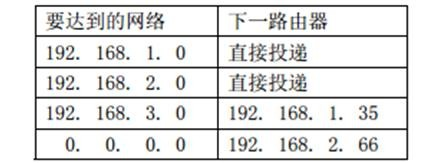 要达到的网络 下一路由器
192. 168. 1. 0 直接投递
192. 168. 2. 0 直接投递
192. 168. 3. 0 192. 168. 1. 35
0. 0. 0. 0 192. 168. 2. 66